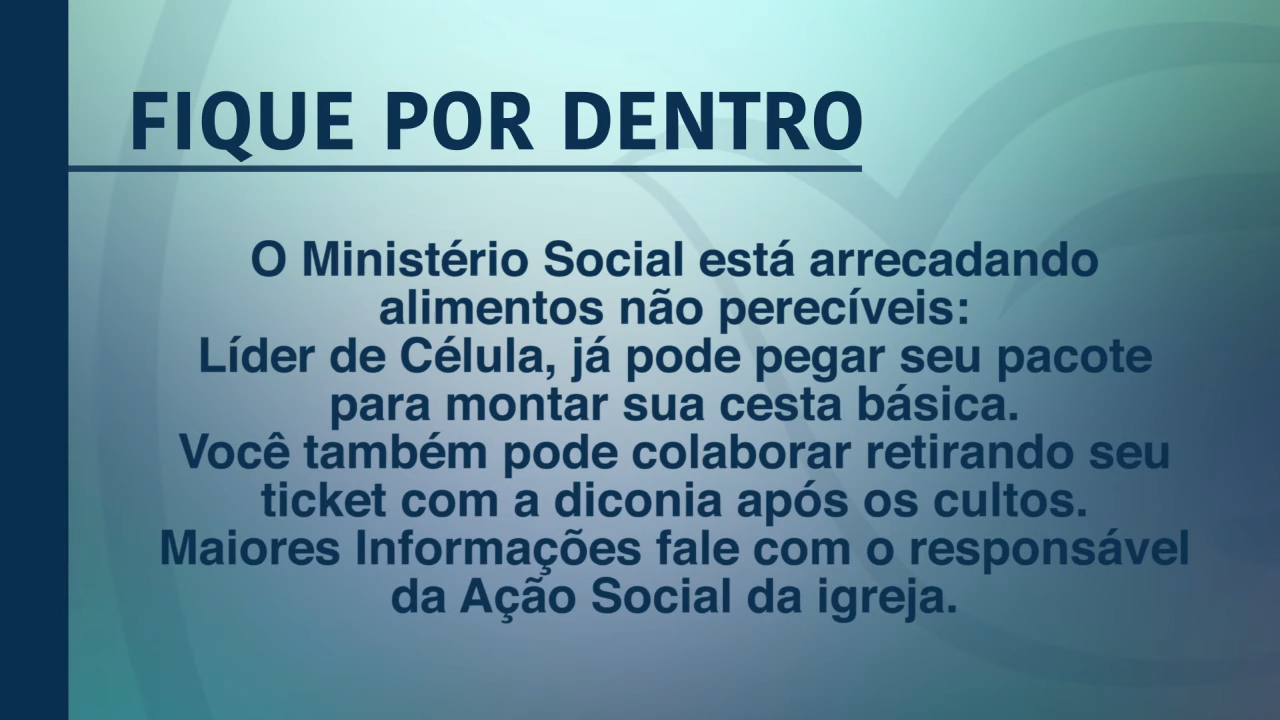 FIQUE POR DENTRO
O Ministério Social está arrecadando
alimentos não perecíveis:
Líder de Célula, já pode pegar seu pacote
para montar sua cesta básica.
Você também pode colaborar retirando seu
ticket com a diconia após os cultos.
Maiores Informações fale com o responsável
da Ação Social da igreja.